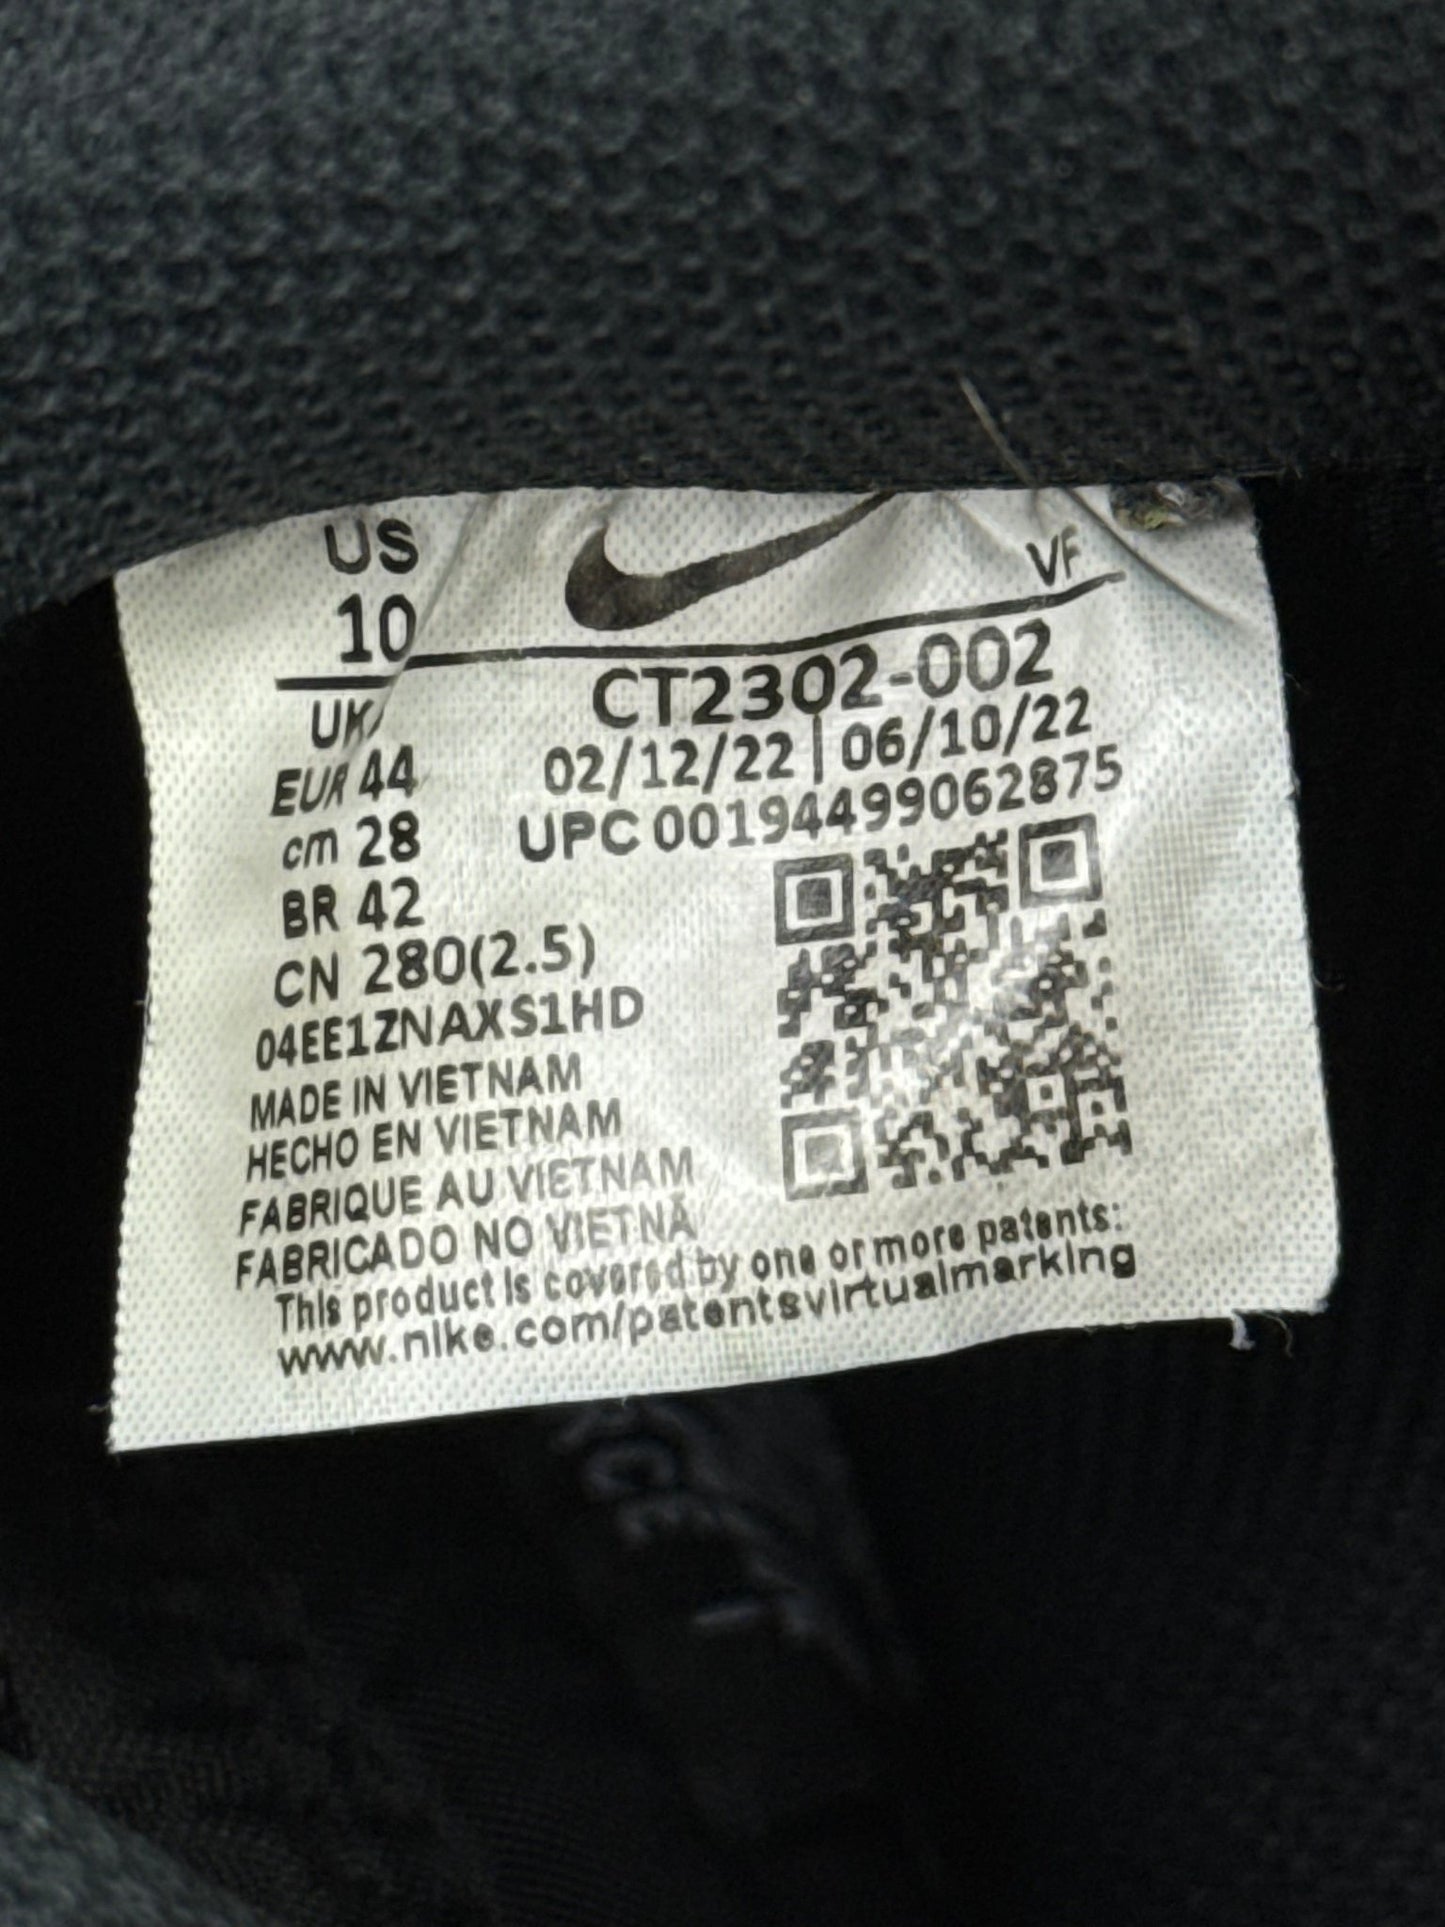 US
10
VF
CT2302-002
UK
02/12/22 | 06/10/22
EUR 44
UPC 00194499062875
cm 28
BR 42
CN 280(2.5)
04EE1ZNAXS1HD
MADE IN VIETNAM
HECHO EN VIETNAM
FABRIQUE AU VIETNAM
FABRICADO NO VIETNÃ
This product is covered by one or more patents:
www.nike.com/patentsvirtualmarking